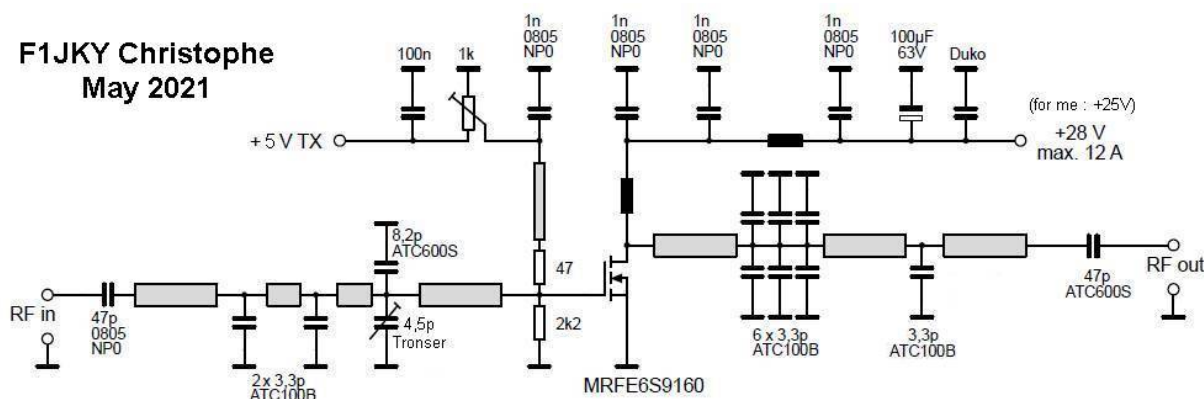 F1JKY Christophe
May 2021
100n
1k
1n
0805
NP0
1n
0805
NP0
1n
0805
NP0
1n
0805
NP0
100µF
63V
Duko
(for me : +25V)
+28 V
max. 12 A
+5 V TX
8,2p
ATC600S
47
2k2
4,5p
Tronser
RF in
47p
0805
NP0
2x 3,3p
ATC100B
MRFE6S9160
6 x 3,3p
ATC100B
3,3p
ATC100B
47p
ATC600S
RF out